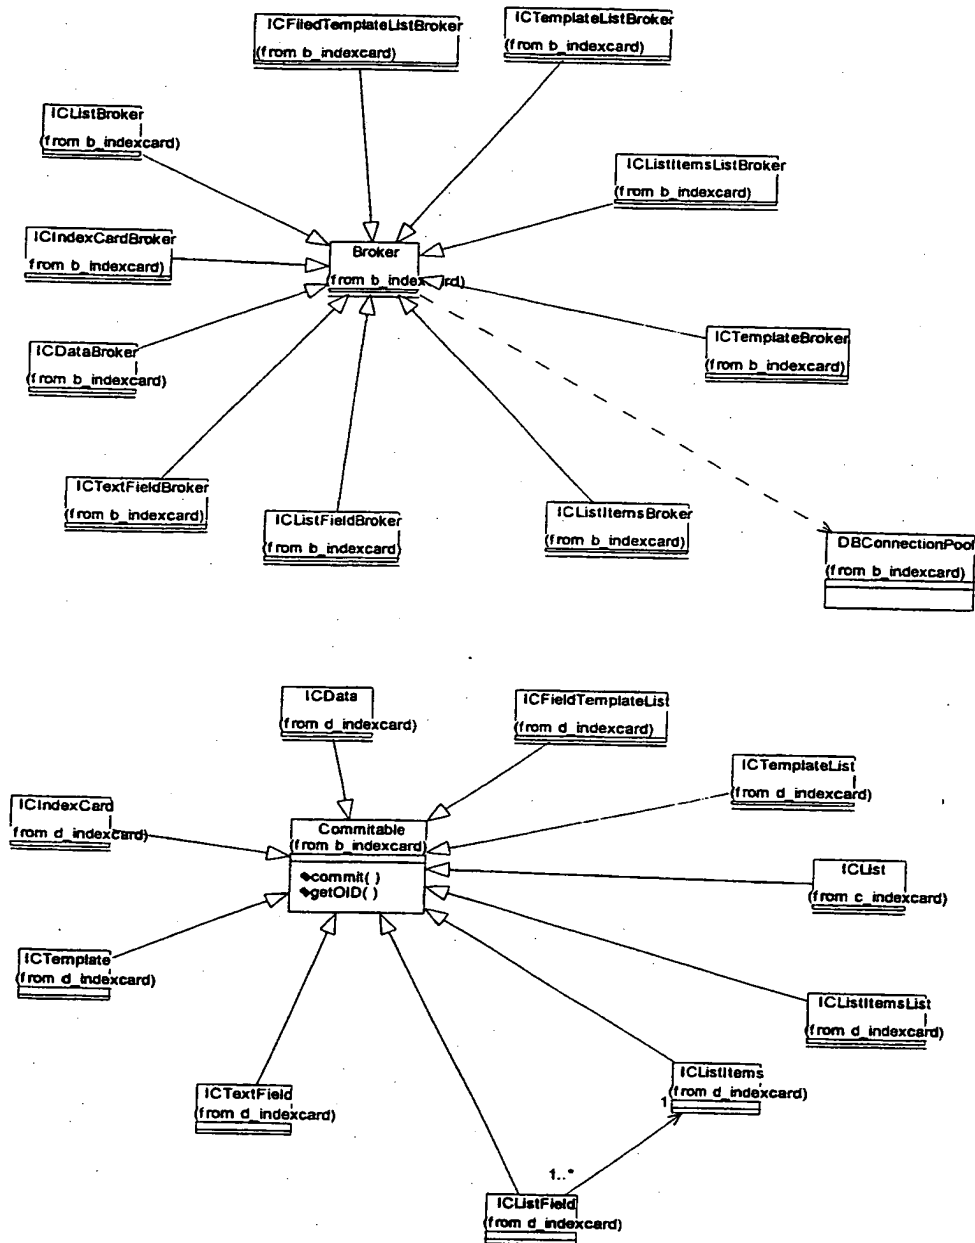 ICFiledTemplateListBroker
(from b_indexcard)
ICTemplateListBroker
(from b_indexcard)
ICListBroker
(from b_indexcard)
ICListItemsListBroker
(from b_indexcard)
ICIndexCardBroker
from b_indexcard)
Broker
(from b_indexcard)
ICDataBroker
(from b_indexcard)
ICTemplateBroker
(from b_indexcard)
ICTextFieldBroker
(from b_indexcard)
ICListFieldBroker
(from b_indexcard)
ICListItemsBroker
(from b_indexcard)
DBConnectionPool
(from b_indexcard)
ICData
(from d_indexcard)
ICFieldTemplateList
(from d_indexcard)
ICTemplateList
(from d_indexcard)
ICIndexCard
from d_indexcard)
Commitable
(from b_indexcard)
commit( )
getOID( )
ICList
(from c_indexcard)
ICTemplate
(from d_indexcard)
ICListItemsList
(from d_indexcard)
ICListItems
(from d_indexcard)
1
ICTextField
(from d_indexcard)
1..*
ICListField
(from d_indexcard)